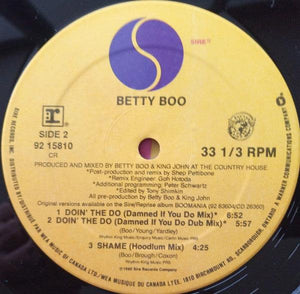 SIRE
BETTY BOO
SIDE 2
92 15810
CR
33 1/3 RPM
PRODUCED AND MIXED BY BETTY BOO & KING JOHN AT THE COUNTRY HOUSE
*Post-production and remix by Shep Pettibone
*Remix Engineer: Goh Hotoda
*Additional programming: Peter Schwartz
*Edited by Tony Shimkin
All pre-production by Betty Boo & King John
Original versions available on the Sire/Reprise album BOOMANIA (92 63604/CD 26360)
1 DOIN' THE DO (Damned If You Do Mix)* 6:52
2 DOIN' THE DO (Damned If You Do Dub Mix)* 5:57
(Boo/Young/Yardley)
3 SHAME (Hoodlum Mix) 4:25
(Boo/Brough/Coxon)
Rhythm King Music PRS
℗ 1990 Sire Records Company